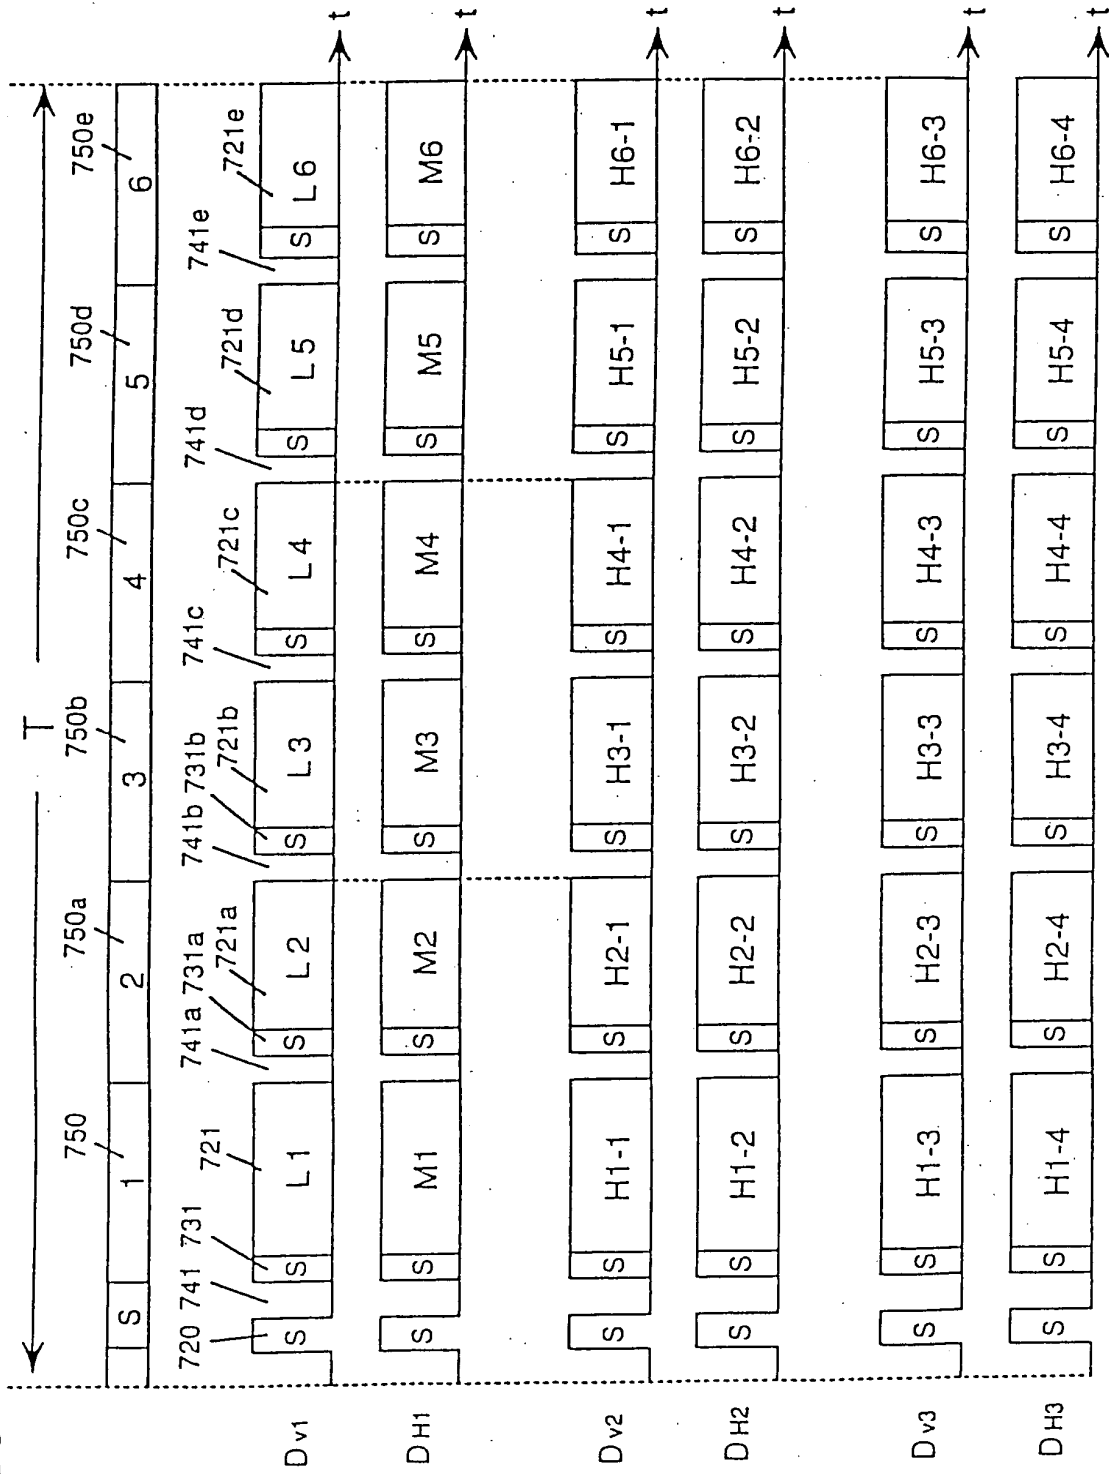 T
750 750a 750b 750c 750d 750e
S 1 2 3 4 5 6
720 741 731 721 741a 731a 721a 741b 731b 721b 741c 721c 741d 721d 741e 721e
Dv1 S S L1 S L2 S L3 S L4 S L5 S L6 t
DH1 S S M1 S M2 S M3 S M4 S M5 S M6 t
Dv2 S S H1-1 S H2-1 S H3-1 S H4-1 S H5-1 S H6-1 t
DH2 S S H1-2 S H2-2 S H3-2 S H4-2 S H5-2 S H6-2 t
Dv3 S S H1-3 S H2-3 S H3-3 S H4-3 S H5-3 S H6-3 t
DH3 S S H1-4 S H2-4 S H3-4 S H4-4 S H5-4 S H6-4 t